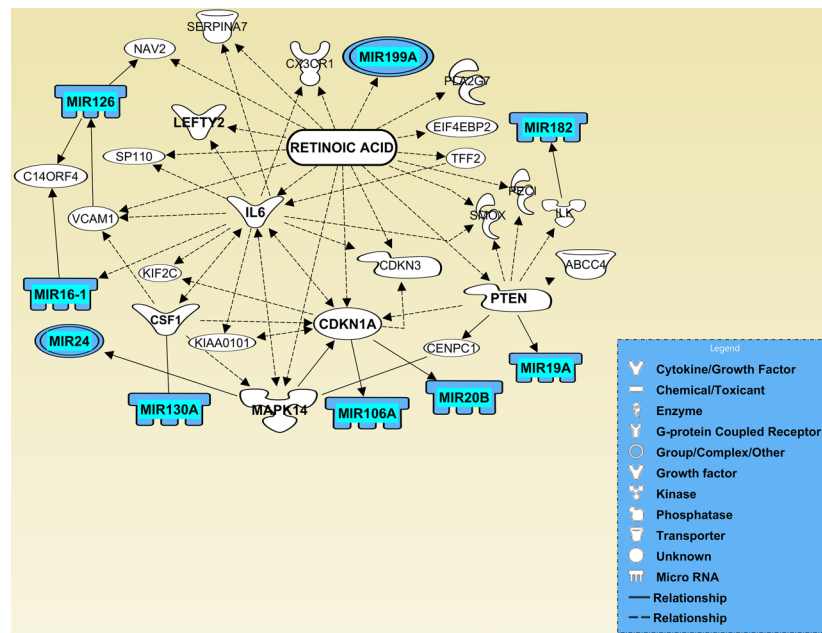 SERPINA7
NAV2
CX3CR1
MIR199A
PLA2G7
MIR126
LEFTY2
EIF4EBP2
MIR182
RETINOIC ACID
SP110
TFF2
C14ORF4
PECI
VCAM1
IL6
SMOX
ILK
KIF2C
CDKN3
ABCC4
MIR16-1
PTEN
CSF1
CDKN1A
MIR24
KIAA0101
CENPC1
MIR19A
MIR130A
MAPK14
MIR106A
MIR20B
Legend
Cytokine/Growth Factor
Chemical/Toxicant
Enzyme
G-protein Coupled Receptor
Group/Complex/Other
Growth factor
Kinase
Phosphatase
Transporter
Unknown
Micro RNA
Relationship
Relationship